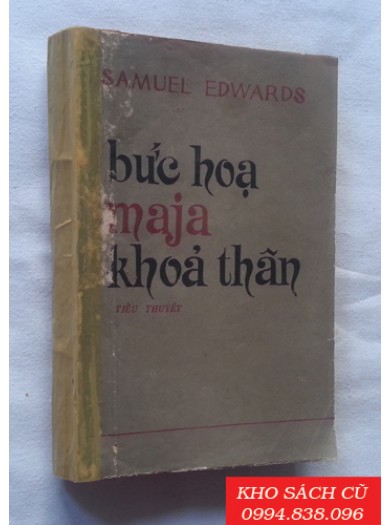 SAMUEL EDWARDS
bức hoạ
maja
khoả thân
TIỂU THUYẾT
KHO SÁCH CŨ
0994.838.096